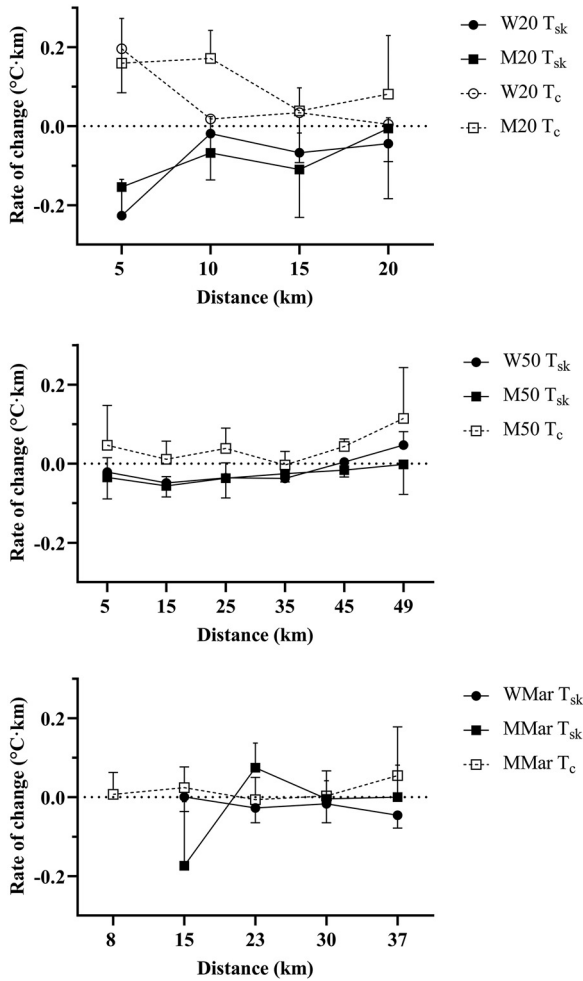 Rate of change (°C·km)
0.2
0.0
-0.2
5 10 15 20
Distance (km)
W20 Tsk
M20 Tsk
W20 Tc
M20 Tc
Rate of change (°C·km)
0.2
0.0
-0.2
5 15 25 35 45 49
Distance (km)
W50 Tsk
M50 Tsk
M50 Tc
Rate of change (°C·km)
0.2
0.0
-0.2
8 15 23 30 37
Distance (km)
WMar Tsk
MMar Tsk
MMar Tc